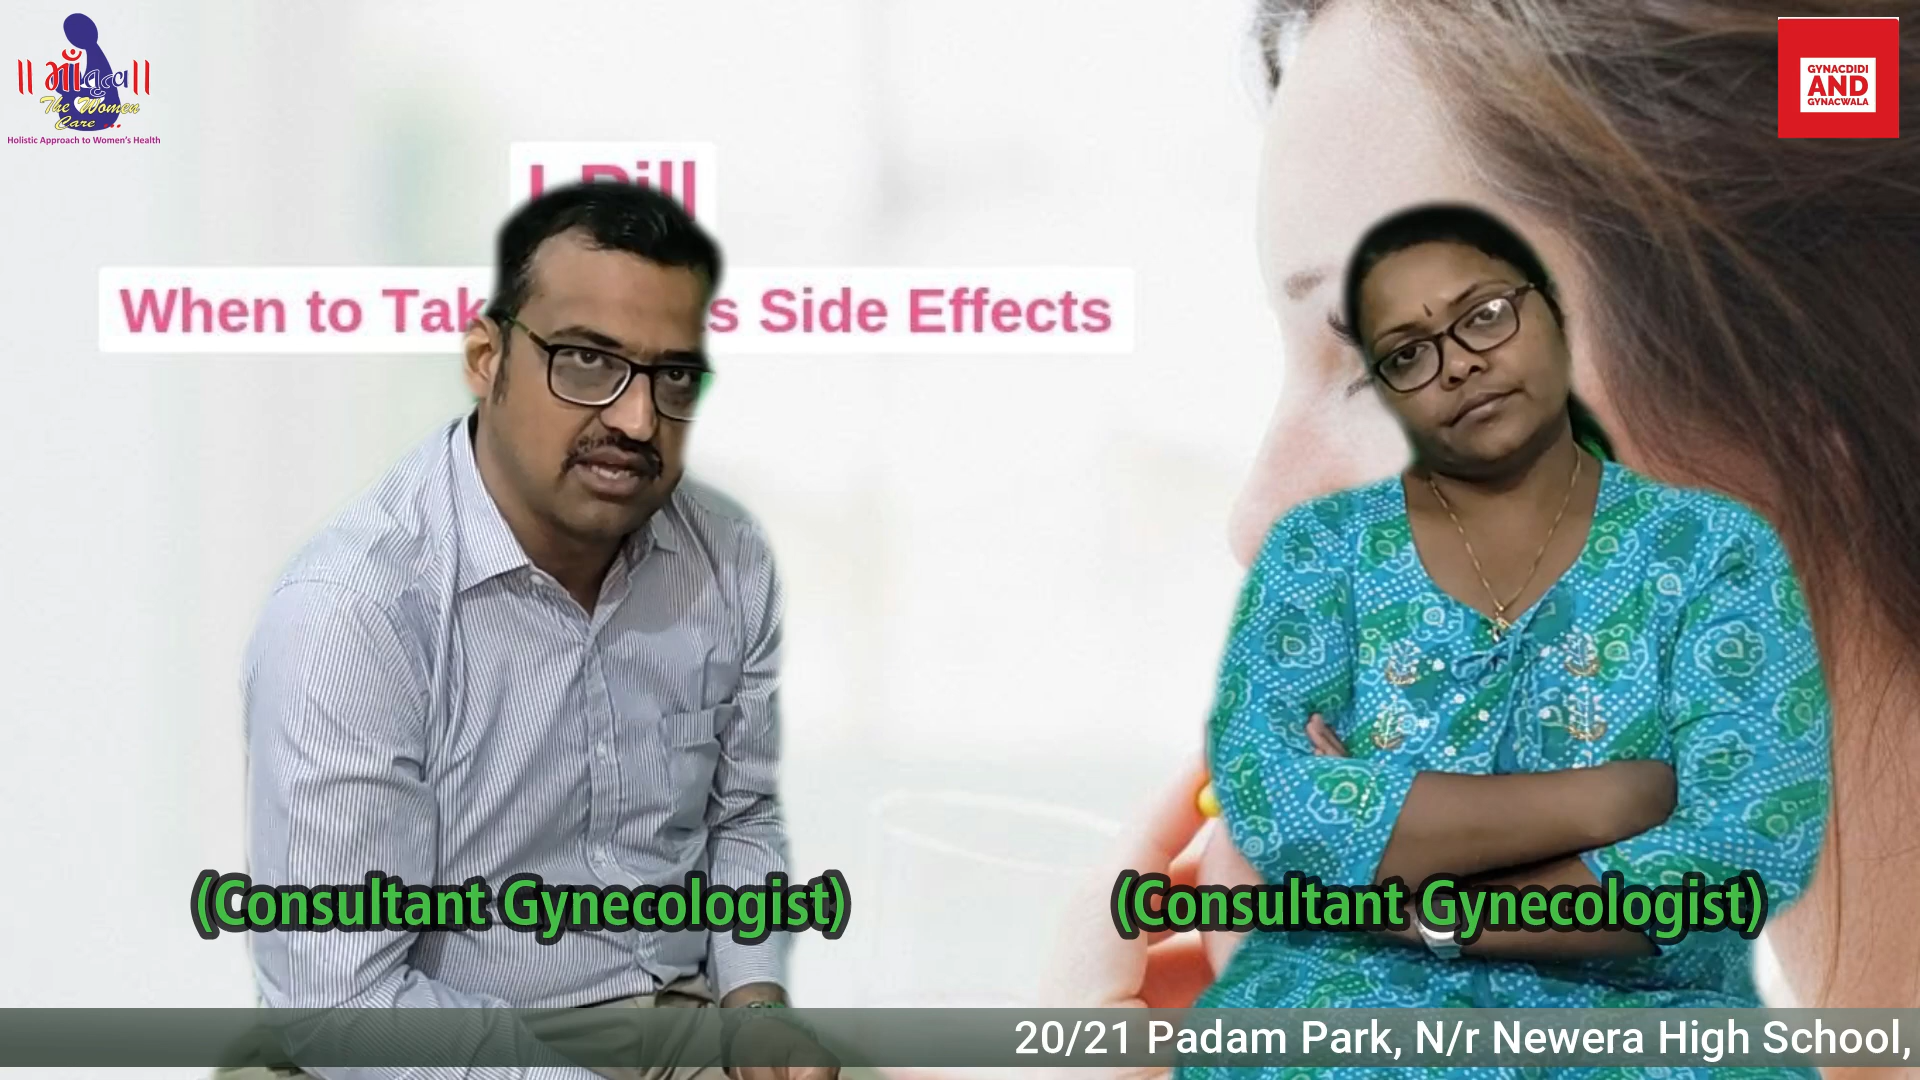 || माँतृत्व ||
The Women
Care ...
Holistic Approach to Women's Health
GYNACDIDI
AND
GYNACWALA
I Pill
When to Tak s Side Effects
(Consultant Gynecologist)
(Consultant Gynecologist)
20/21 Padam Park, N/r Newera High School,